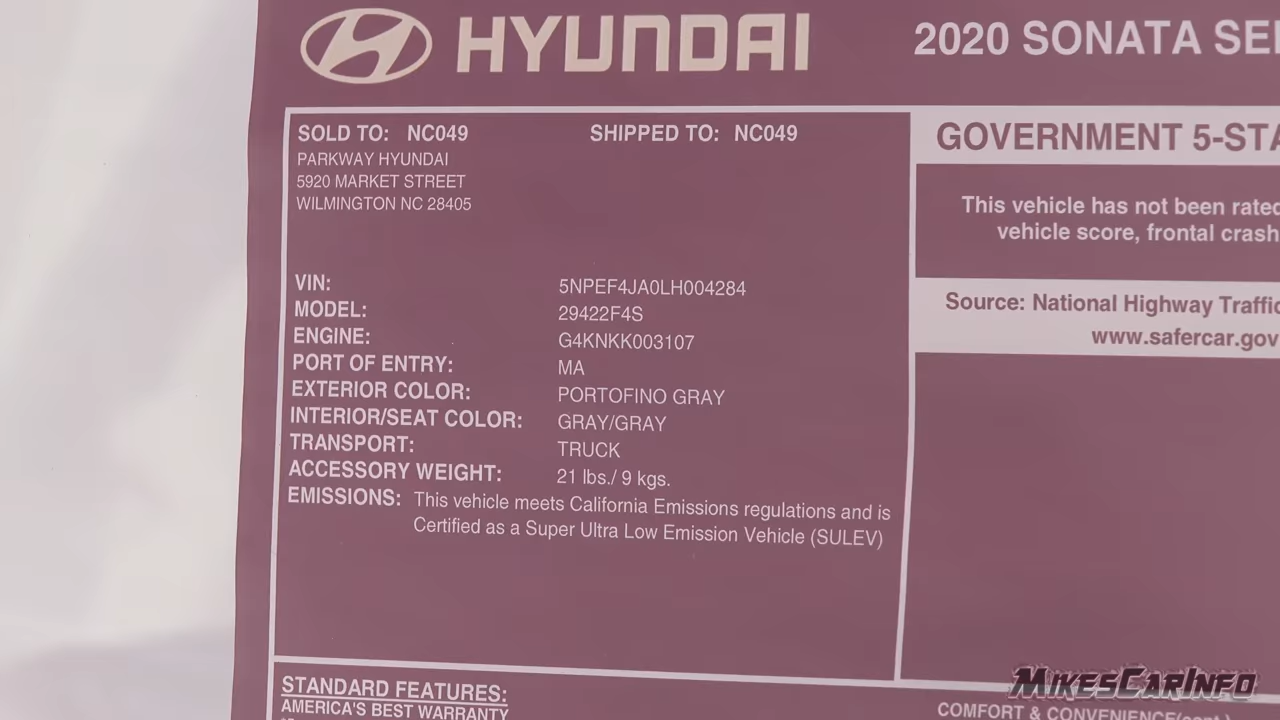 HYUNDAI
2020 SONATA SE
SOLD TO: NC049
SHIPPED TO: NC049
PARKWAY HYUNDAI
5920 MARKET STREET
WILMINGTON NC 28405
VIN: 5NPEF4JA0LH004284
MODEL: 29422F4S
ENGINE: G4KNKK003107
PORT OF ENTRY: MA
EXTERIOR COLOR: PORTOFINO GRAY
INTERIOR/SEAT COLOR: GRAY/GRAY
TRANSPORT: TRUCK
ACCESSORY WEIGHT: 21 lbs./ 9 kgs.
EMISSIONS: This vehicle meets California Emissions regulations and is
Certified as a Super Ultra Low Emission Vehicle (SULEV)
GOVERNMENT 5-STA
This vehicle has not been rated
vehicle score, frontal crash
Source: National Highway Traffic
www.safercar.gov
STANDARD FEATURES:
AMERICA'S BEST WARRANTY
COMFORT & CONVENIENCE
MIKESCARINFO